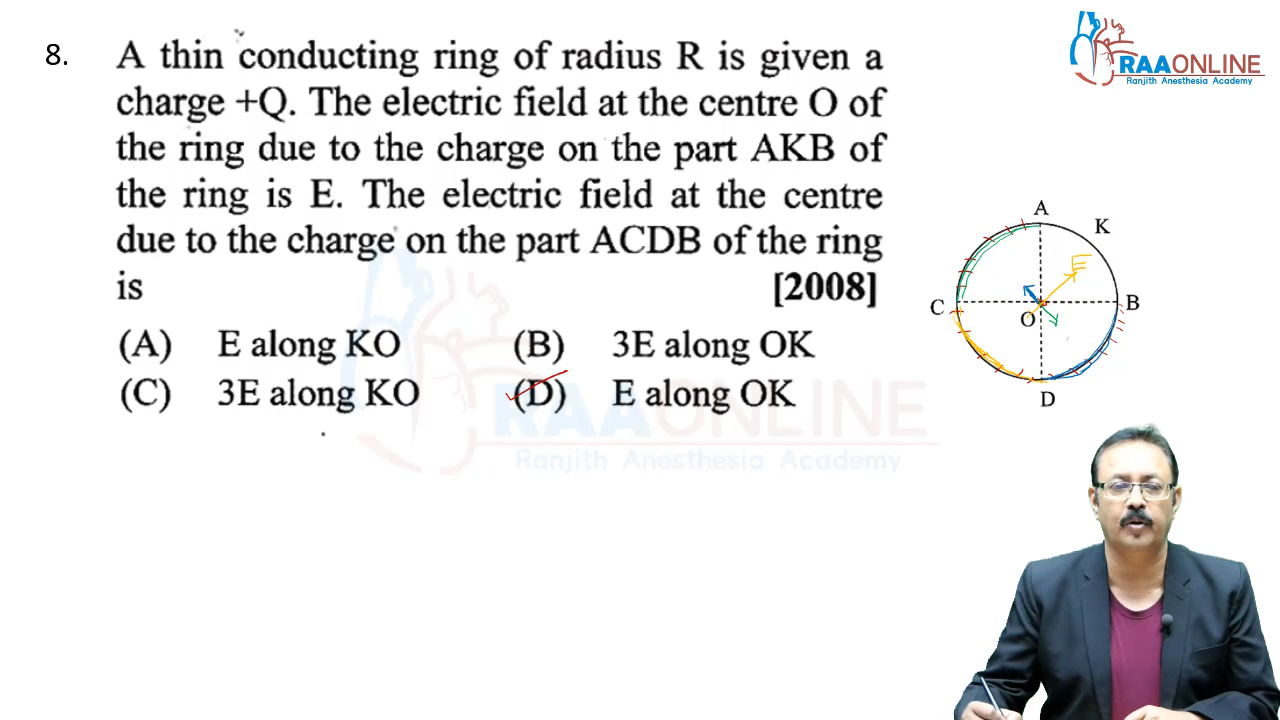 8. A thin conducting ring of radius R is given a
charge +Q. The electric field at the centre O of
the ring due to the charge on the part AKB of
the ring is E. The electric field at the centre
due to the charge on the part ACDB of the ring
is [2008]
(A) E along KO (B) 3E along OK
(C) 3E along KO (D) E along OK
RAAONLINE
Ranjith Anesthesia Academy
A
K
E
C
O
B
D
RAAONLINE
Ranjith Anesthesia Academy